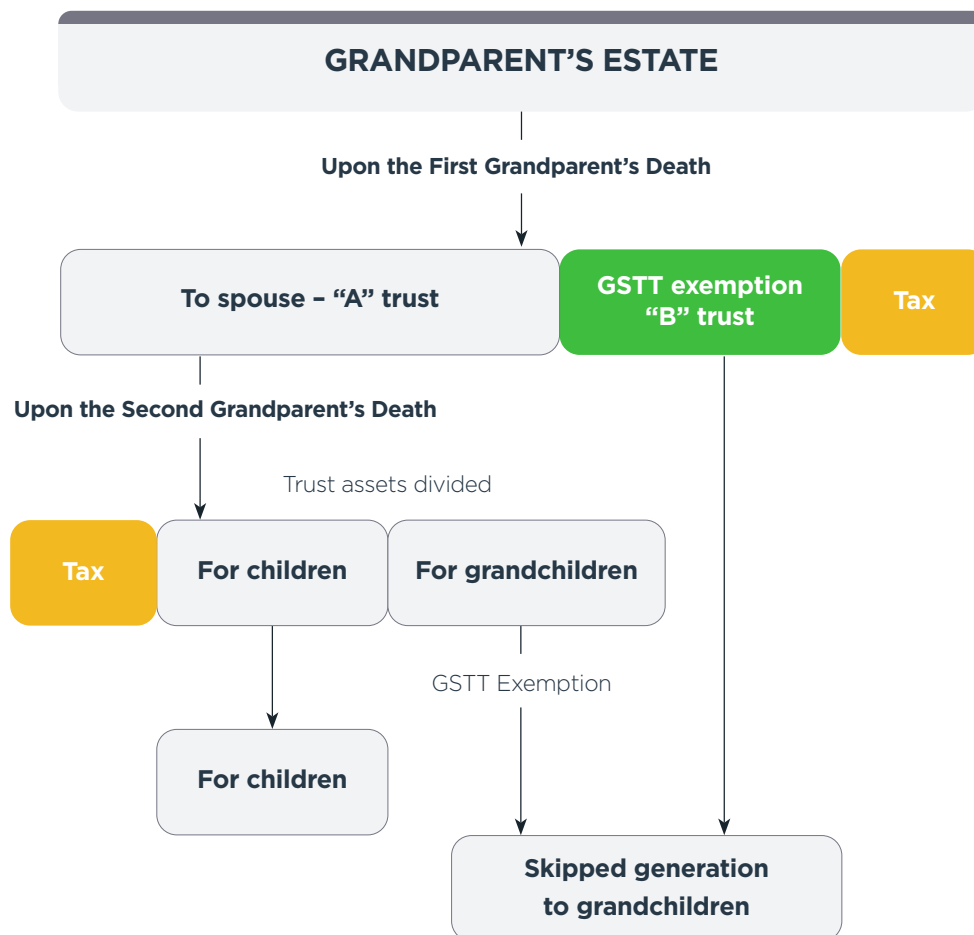 GRANDPARENT’S ESTATE
Upon the First Grandparent’s Death
To spouse – “A” trust
GSTT exemption
“B” trust
Tax
Upon the Second Grandparent’s Death
Trust assets divided
Tax
For children
For grandchildren
GSTT Exemption
For children
Skipped generation
to grandchildren